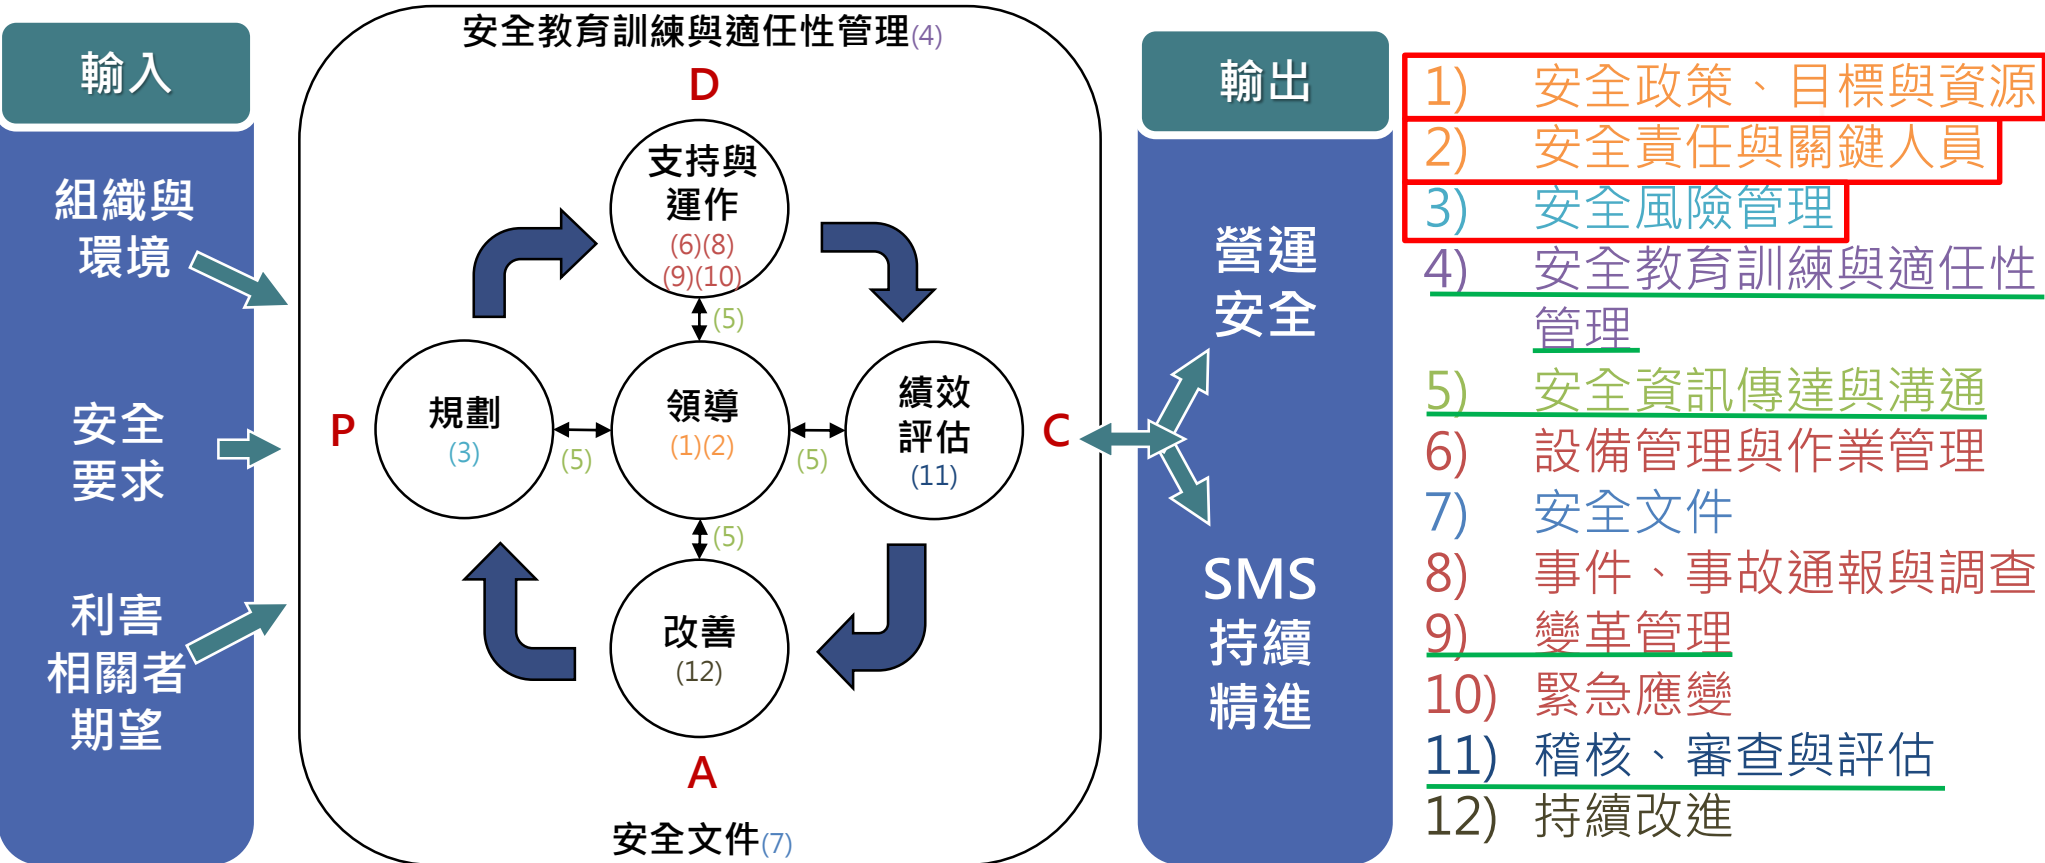 輸入
組織與
環境
安全
要求
利害
相關者
期望
安全教育訓練與適任性管理(4)
D
支持與
運作
(6)(8)
(9)(10)
(5)
P
規劃
(3)
(5)
領導
(1)(2)
(5)
績效
評估
(11)
C
(5)
改善
(12)
A
安全文件(7)
輸出
營運
安全
SMS
持續
精進
1) 安全政策、目標與資源
2) 安全責任與關鍵人員
3) 安全風險管理
4) 安全教育訓練與適任性
管理
5) 安全資訊傳達與溝通
6) 設備管理與作業管理
7) 安全文件
8) 事件、事故通報與調查
9) 變革管理
10) 緊急應變
11) 稽核、審查與評估
12) 持續改進